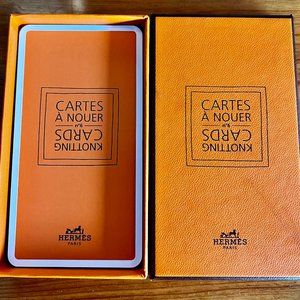 CARTES
À NOUER
KNOTTING
CARDS
HERMÈS
PARIS
CARTES
À NOUER
KNOTTING
CARDS
HERMÈS
PARIS